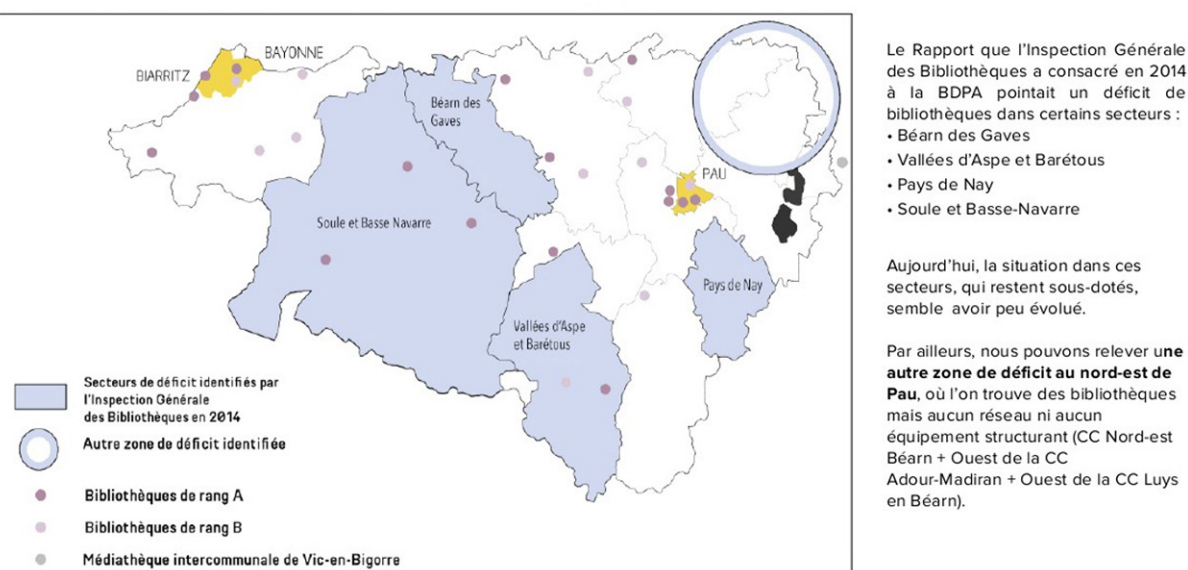 BAYONNE
BIARRITZ
Béarn des
Gaves
PAU
Soule et Basse Navarre
Pays de Nay
Vallées d'Aspe
et Barétous
Secteurs de déficit identifiés par
l'Inspection Générale
des Bibliothèques en 2014
Autre zone de déficit identifiée
Bibliothèques de rang A
Bibliothèques de rang B
Médiathèque intercommunale de Vic-en-Bigorre
Le Rapport que l'Inspection Générale
des Bibliothèques a consacré en 2014
à la BDPA pointait un déficit de
bibliothèques dans certains secteurs :
• Béarn des Gaves
• Vallées d'Aspe et Barétous
• Pays de Nay
• Soule et Basse-Navarre
Aujourd'hui, la situation dans ces
secteurs, qui restent sous-dotés,
semble avoir peu évolué.
Par ailleurs, nous pouvons relever une
autre zone de déficit au nord-est de
Pau, où l'on trouve des bibliothèques
mais aucun réseau ni aucun
équipement structurant (CC Nord-est
Béarn + Ouest de la CC
Adour-Madiran + Ouest de la CC Luys
en Béarn).